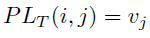 PL_T(i, j) = v_j